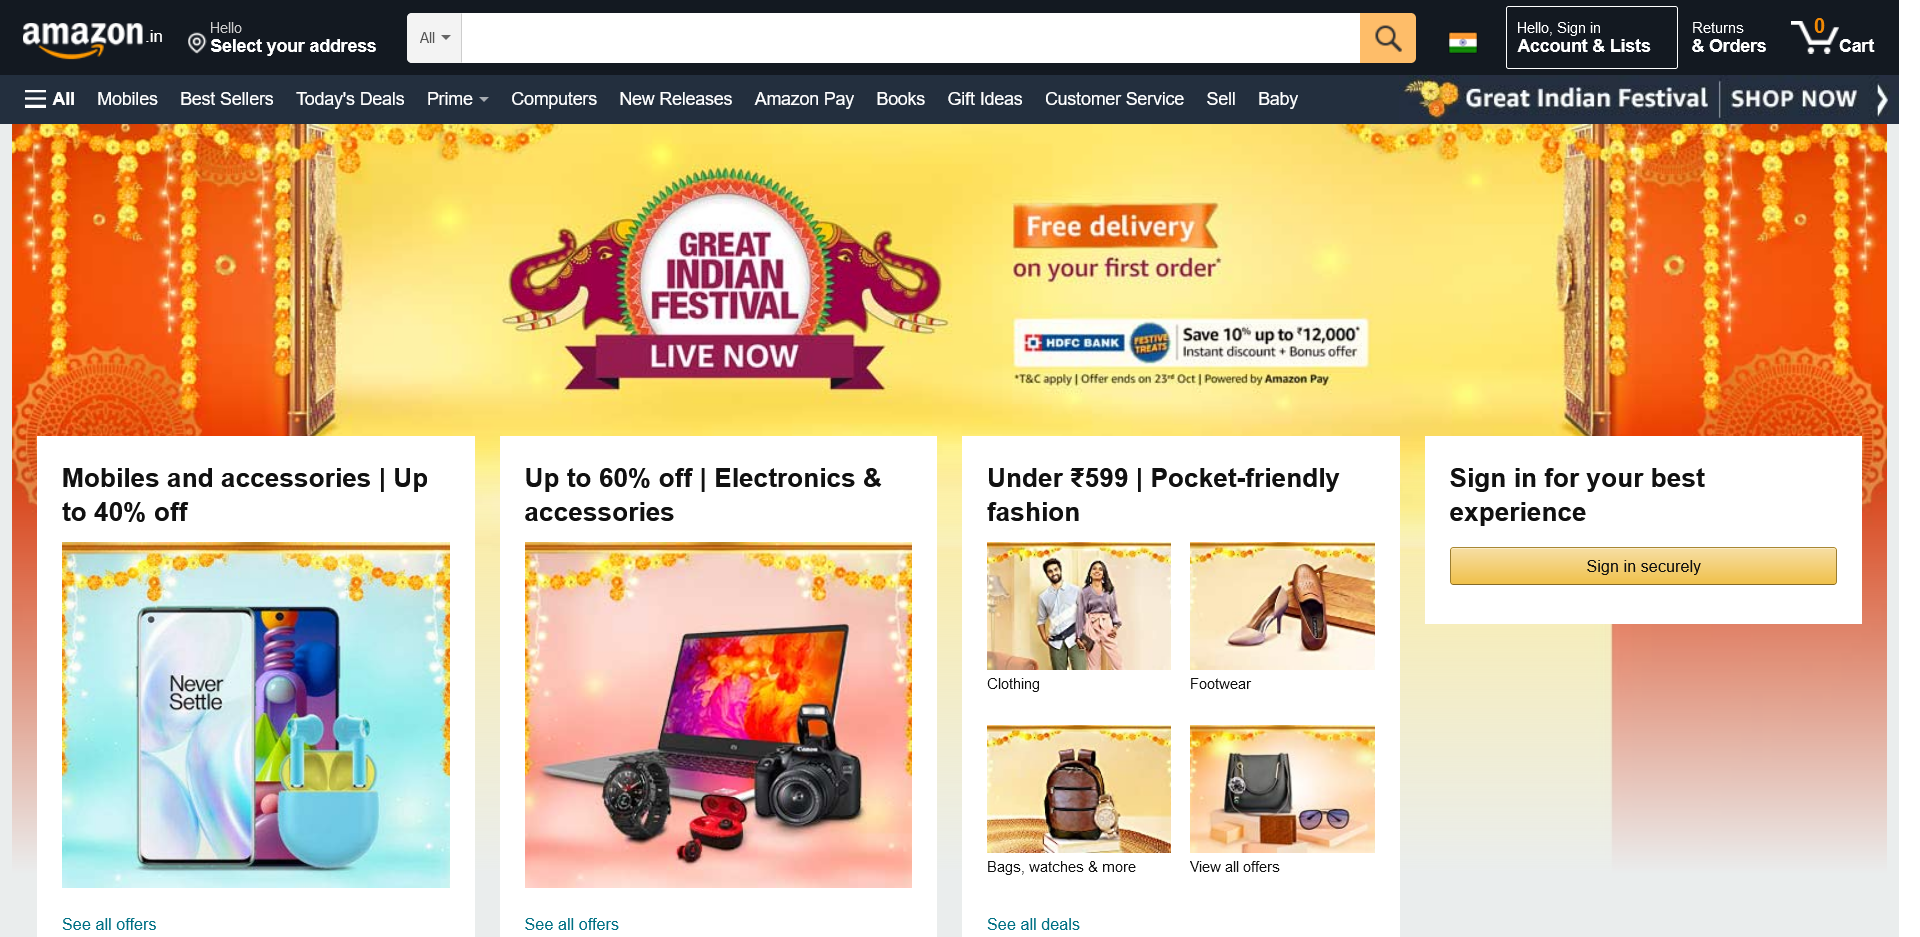 amazon.in
Hello
Select your address
All
Hello, Sign in
Account & Lists
Returns
& Orders
0
Cart
All
Mobiles
Best Sellers
Today's Deals
Prime
Computers
New Releases
Amazon Pay
Books
Gift Ideas
Customer Service
Sell
Baby
Great Indian Festival | SHOP NOW
GREAT
INDIAN
FESTIVAL
LIVE NOW
Free delivery
on your first order*
HDFC BANK
FESTIVE
TREATS
Save 10% up to ₹12,000*
Instant discount + Bonus offer
*T&C apply | Offer ends on 23rd Oct | Powered by Amazon Pay
Mobiles and accessories | Up
to 40% off
Never
Settle
See all offers
Up to 60% off | Electronics &
accessories
Canon
See all offers
Under ₹599 | Pocket-friendly
fashion
Clothing
Footwear
Bags, watches & more
View all offers
See all deals
Sign in for your best
experience
Sign in securely